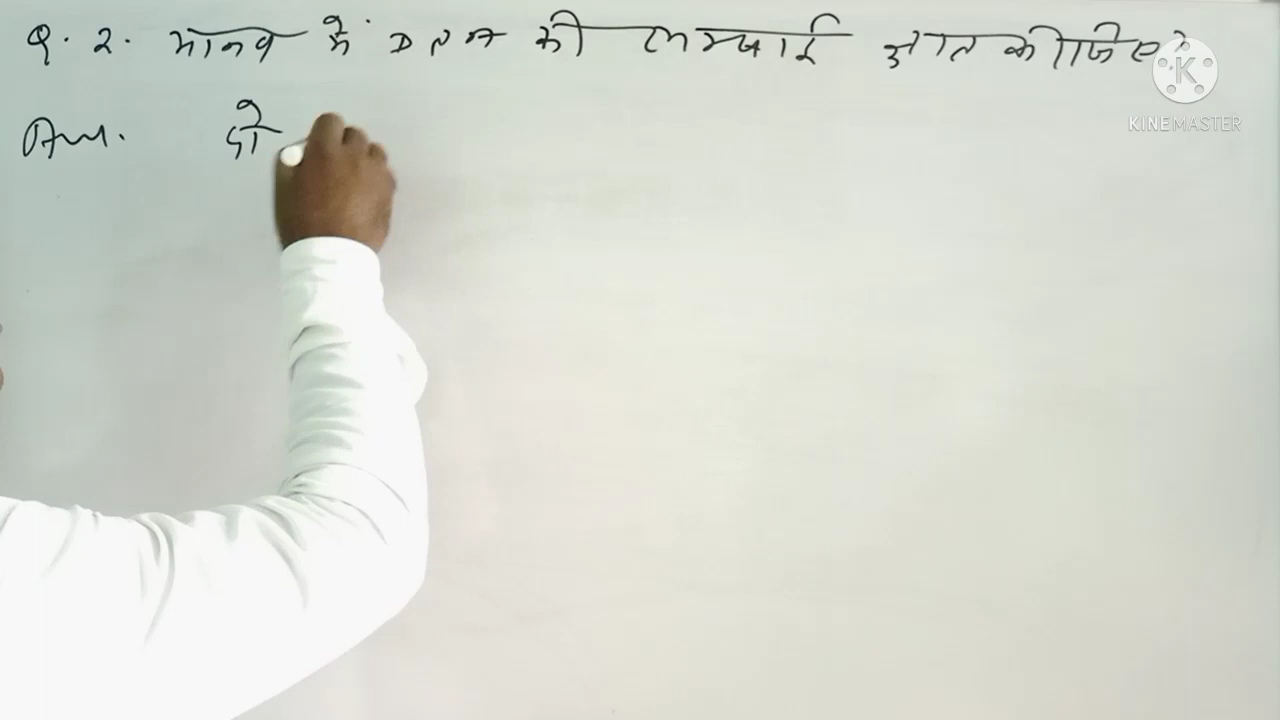 Q. 2. मानव में DNA की लम्बाई ज्ञात कीजिए?
Ans. दो
KINEMASTER